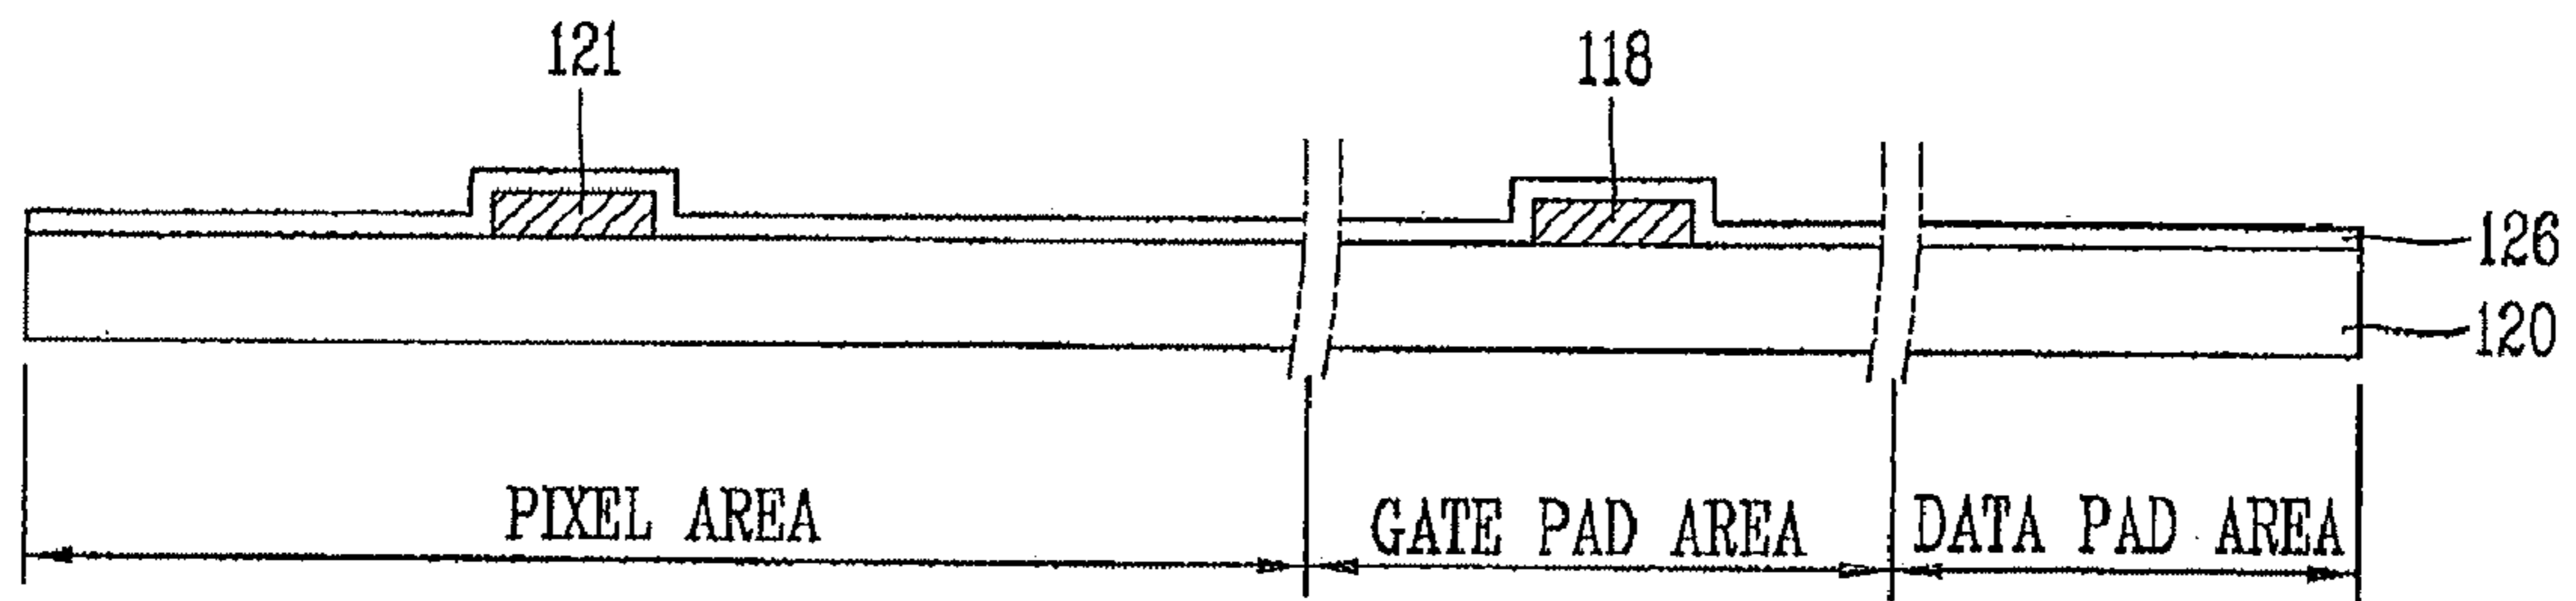 121
118
126
120
PIXEL AREA
GATE PAD AREA
DATA PAD AREA